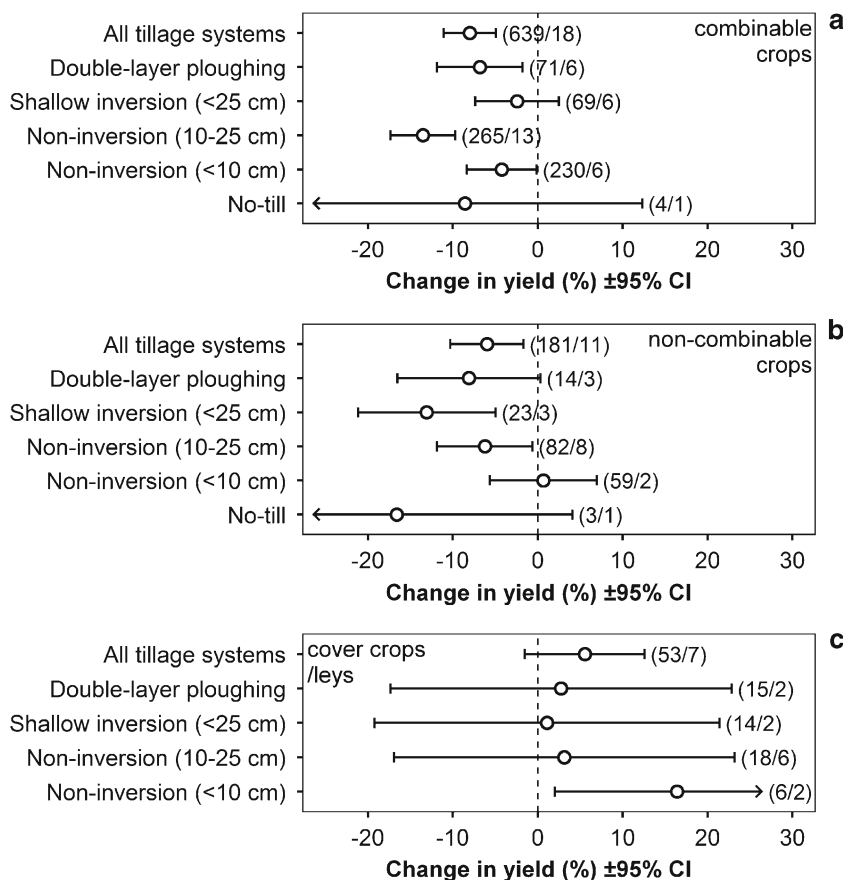 a
All tillage systems (639/18) combinable
crops
Double-layer ploughing (71/6)
Shallow inversion (<25 cm) (69/6)
Non-inversion (10-25 cm) (265/13)
Non-inversion (<10 cm) (230/6)
No-till (4/1)
-20 -10 0 10 20 30
Change in yield (%) ±95% CI
b
All tillage systems (181/11) non-combinable
crops
Double-layer ploughing (14/3)
Shallow inversion (<25 cm) (23/3)
Non-inversion (10-25 cm) (82/8)
Non-inversion (<10 cm) (59/2)
No-till (3/1)
-20 -10 0 10 20 30
Change in yield (%) ±95% CI
c
cover crops
/leys
All tillage systems (53/7)
Double-layer ploughing (15/2)
Shallow inversion (<25 cm) (14/2)
Non-inversion (10-25 cm) (18/6)
Non-inversion (<10 cm) (6/2)
-20 -10 0 10 20 30
Change in yield (%) ±95% CI